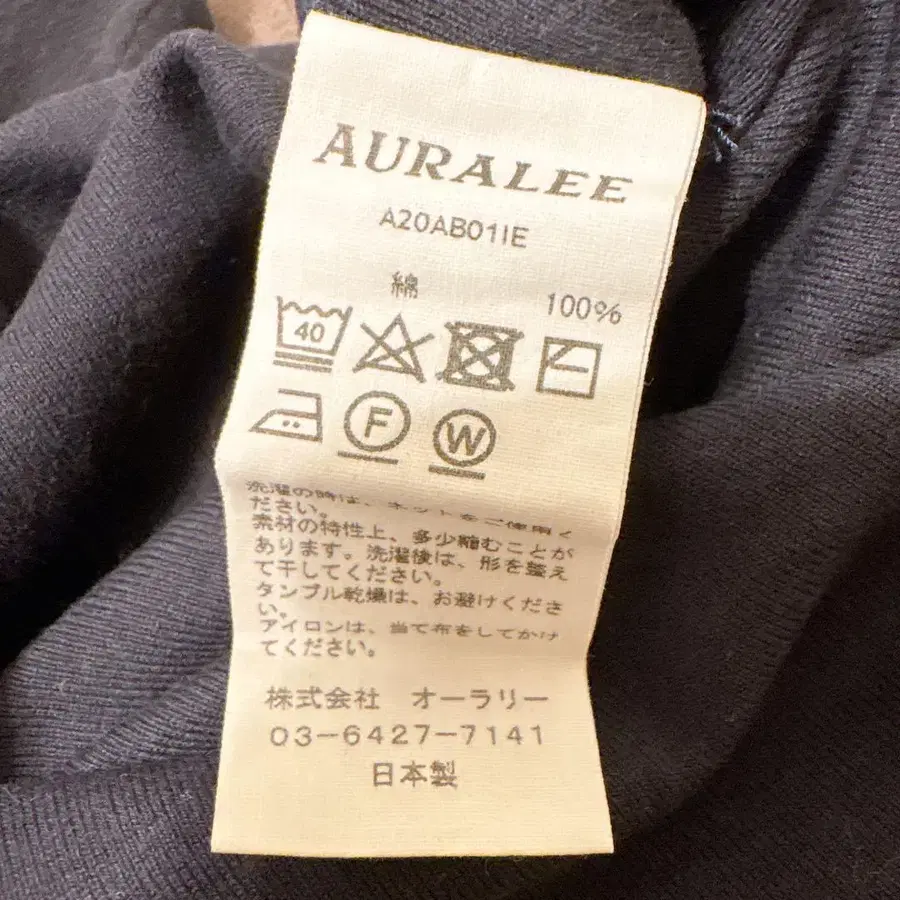 AURALEE
A20AB01IE
綿 100%
40
F W
洗濯の時は、ネットをご使用く
ださい。
素材の特性上、多少縮むことが
あります。洗濯後は、形を整え
て干してください。
タンブル乾燥は、お避けくださ
い。
アイロンは、当て布をしてかけ
てください。
株式会社 オーラリー
03-6427-7141
日本製